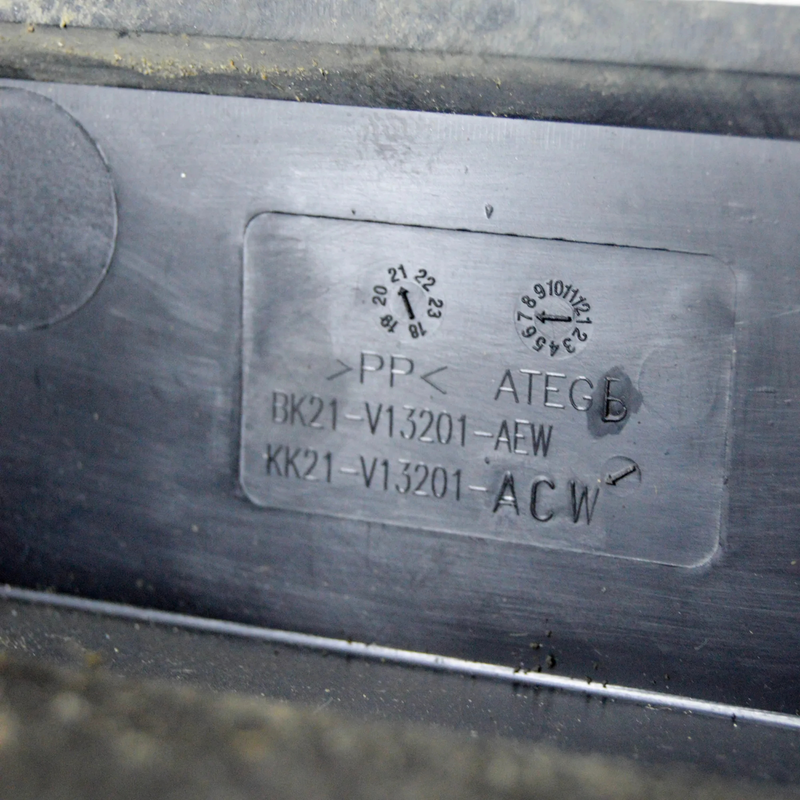 18 19 20 21 22 23
1 2 3 4 5 6 7 8 9 10 11 12
>PP< ATEG
BK21-V13201-AEW
KK21-V13201-ACW